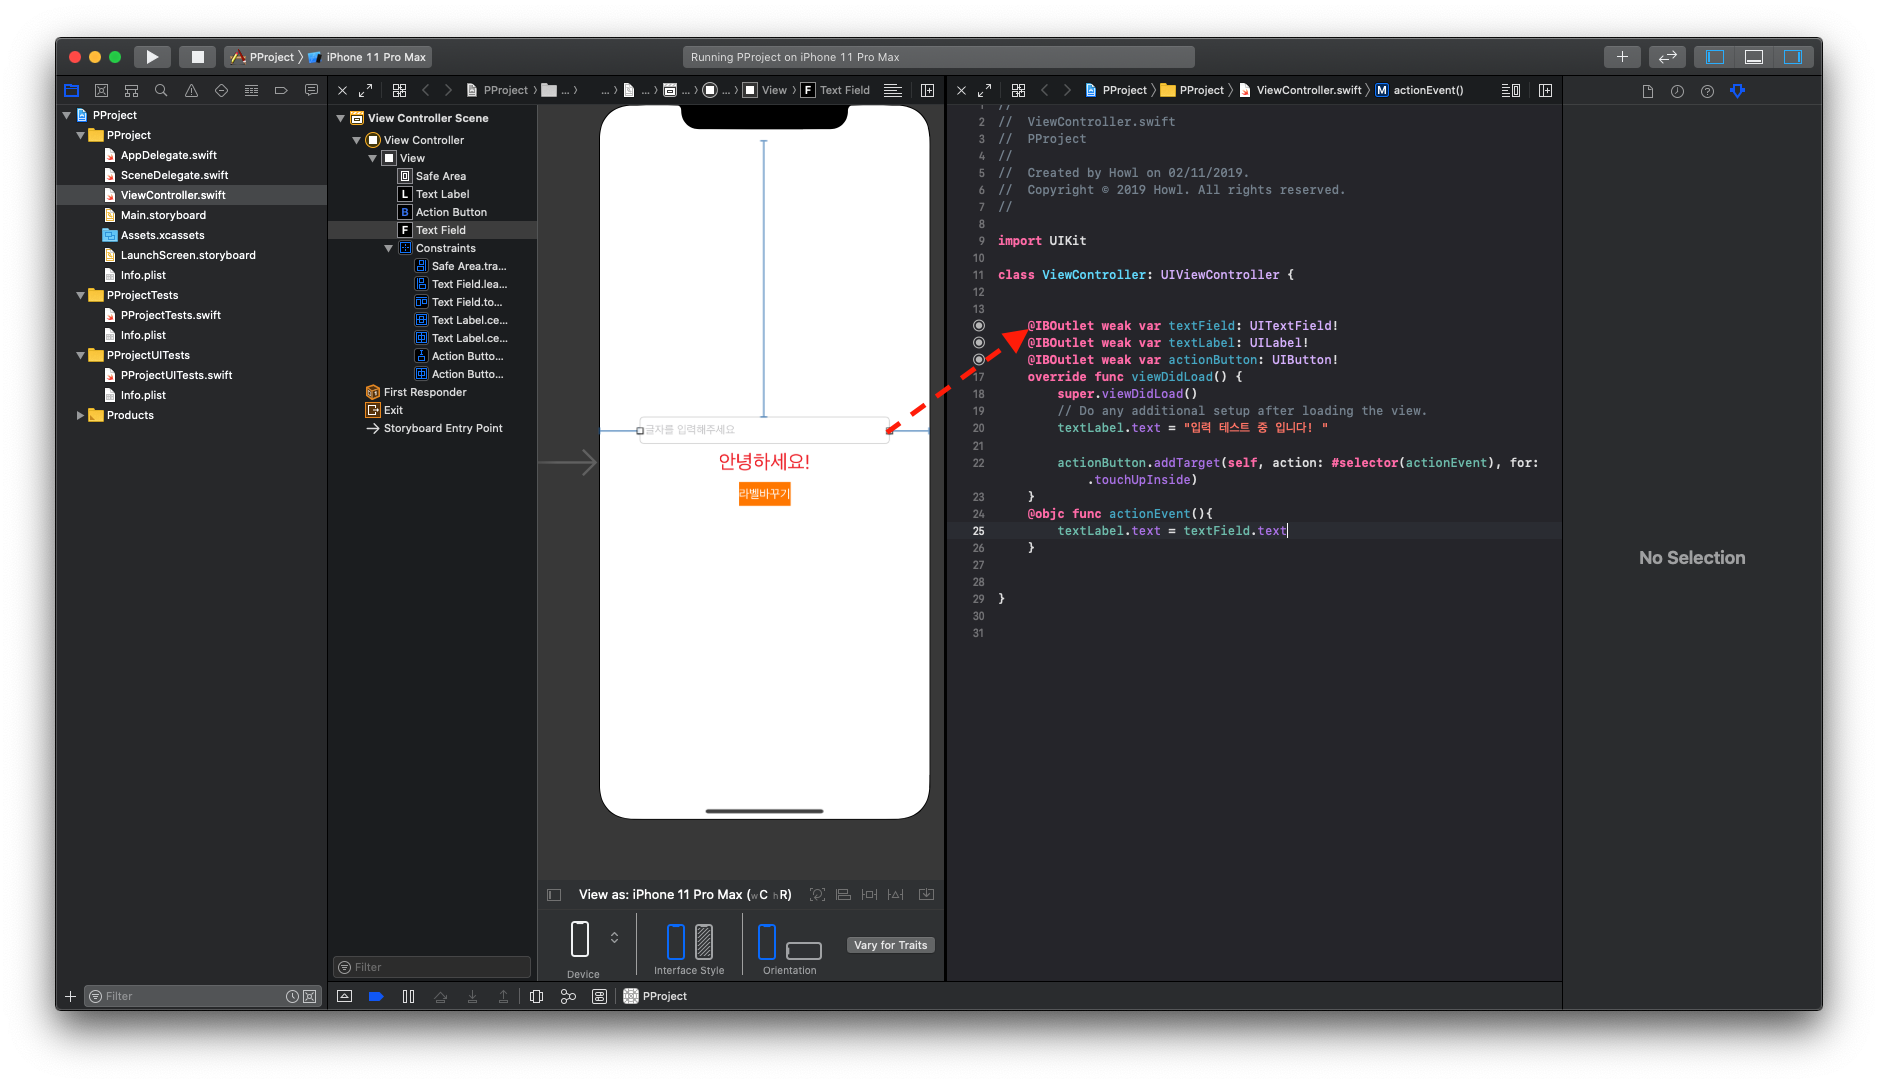 PProject 〉 iPhone 11 Pro Max
Running PProject on iPhone 11 Pro Max
PProject
PProject
AppDelegate.swift
SceneDelegate.swift
ViewController.swift
Main.storyboard
Assets.xcassets
LaunchScreen.storyboard
Info.plist
PProjectTests
PProjectTests.swift
Info.plist
PProjectUITests
PProjectUITests.swift
Info.plist
Products
Filter
PProject 〉 ... 〉 ... 〉 ... 〉 ... 〉 ... 〉 View 〉 F Text Field
View Controller Scene
View Controller
View
Safe Area
L Text Label
B Action Button
F Text Field
Constraints
Safe Area.tra...
Text Field.lea...
Text Field.to...
Text Label.ce...
Text Label.ce...
Action Butto...
Action Butto...
First Responder
Exit
Storyboard Entry Point
Filter
글자를 입력해주세요
안녕하세요!
라벨바꾸기
View as: iPhone 11 Pro Max (wC hR)
Device
Interface Style
Orientation
Vary for Traits
PProject
PProject 〉 PProject 〉 ViewController.swift 〉 M actionEvent()
1 //
2 //  ViewController.swift
3 //  PProject
4 //
5 //  Created by Howl on 02/11/2019.
6 //  Copyright © 2019 Howl. All rights reserved.
7 //
8
9 import UIKit
10
11 class ViewController: UIViewController {
12
13
@IBOutlet weak var textField: UITextField!
@IBOutlet weak var textLabel: UILabel!
@IBOutlet weak var actionButton: UIButton!
17 override func viewDidLoad() {
18 super.viewDidLoad()
19 // Do any additional setup after loading the view.
20 textLabel.text = "입력 테스트 중 입니다! "
21
22 actionButton.addTarget(self, action: #selector(actionEvent), for:
.touchUpInside)
23 }
24 @objc func actionEvent(){
25 textLabel.text = textField.text
26 }
27
28
29 }
30
31
No Selection